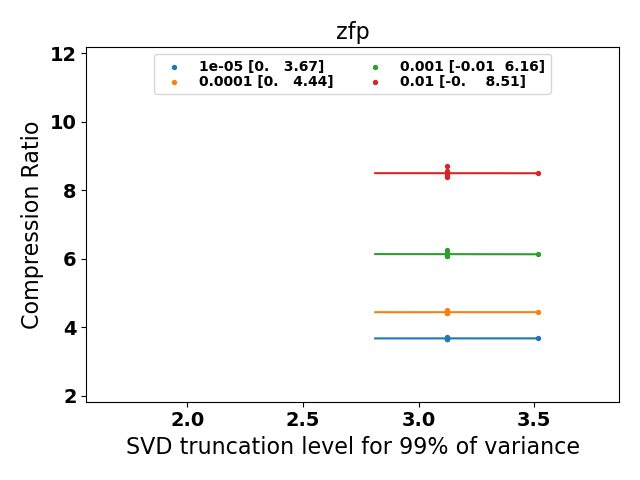 zfp
1e-05 [0.   3.67]
0.0001 [0.   4.44]
0.001 [-0.01  6.16]
0.01 [-0.    8.51]
12
10
8
6
4
2
Compression Ratio
2.0 2.5 3.0 3.5
SVD truncation level for 99% of variance